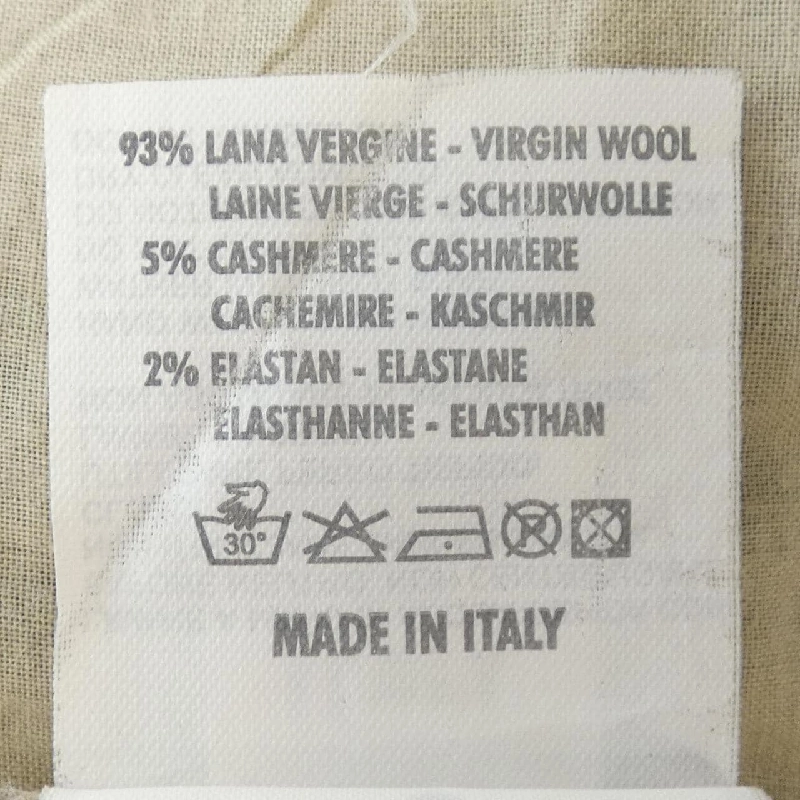 93% LANA VERGINE - VIRGIN WOOL
LAINE VIERGE - SCHURWOLLE
5% CASHMERE - CASHMERE
CACHEMIRE - KASCHMIR
2% ELASTAN - ELASTANE
ELASTHANNE - ELASTHAN
30°
MADE IN ITALY